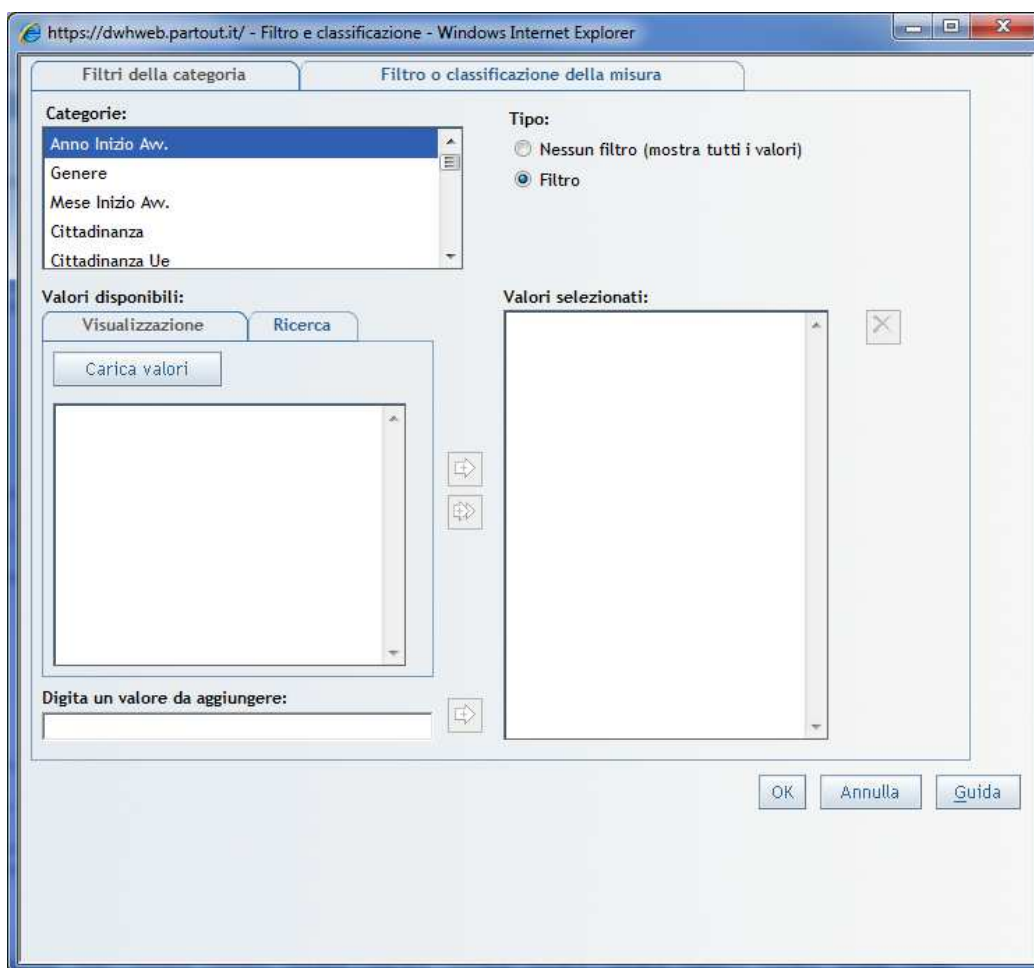 https://dwhweb.partout.it/ - Filtro e classificazione - Windows Internet Explorer
Filtri della categoria
Filtro o classificazione della misura
Categorie:
Anno Inizio Avv.
Genere
Mese Inizio Avv.
Cittadinanza
Cittadinanza Ue
Tipo:
Nessun filtro (mostra tutti i valori)
Filtro
Valori disponibili:
Visualizzazione
Ricerca
Carica valori
Valori selezionati:
Digita un valore da aggiungere:
OK
Annulla
Guida